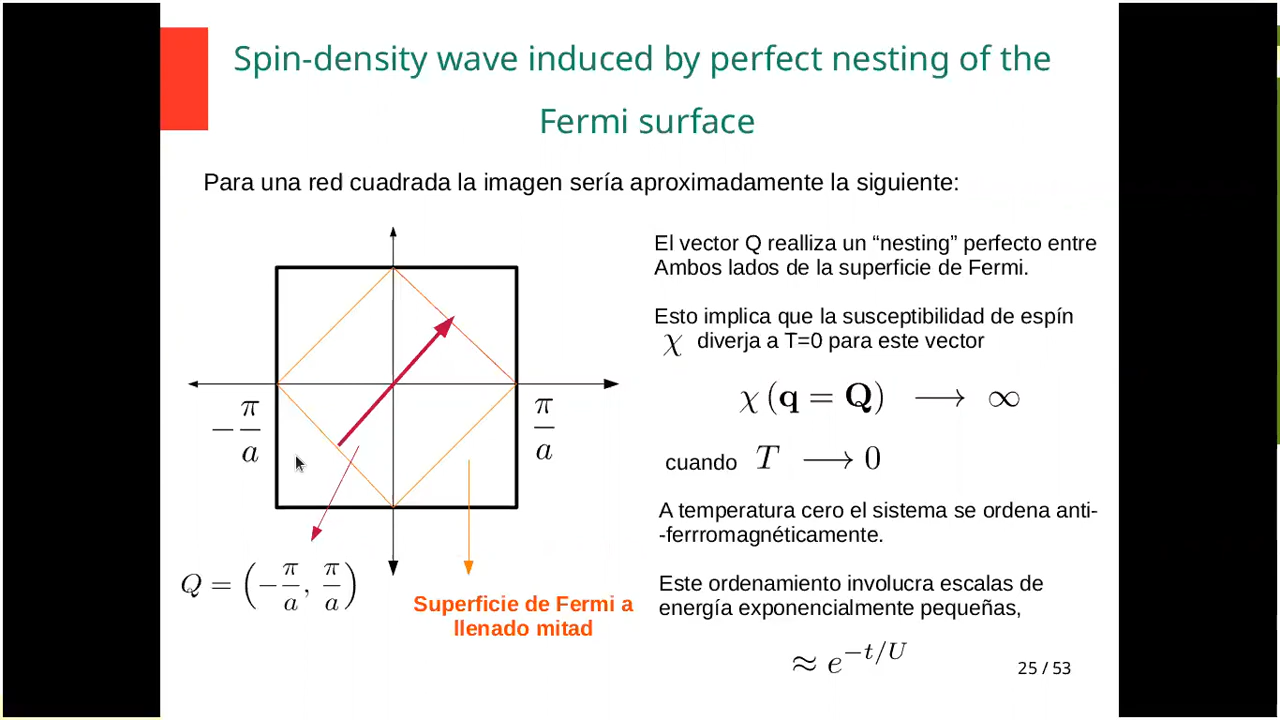 Spin-density wave induced by perfect nesting of the
Fermi surface
Para una red cuadrada la imagen sería aproximadamente la siguiente:
El vector Q realliza un “nesting” perfecto entre
Ambos lados de la superficie de Fermi.
Esto implica que la susceptibilidad de espín
χ diverja a T=0 para este vector
χ (q = Q) ⟶ ∞
cuando T ⟶ 0
A temperatura cero el sistema se ordena anti-
-ferrromagnéticamente.
Este ordenamiento involucra escalas de
energía exponencialmente pequeñas,
≈ e^{−t/U}
−π/a
π/a
Q = (−π/a, π/a)
Superficie de Fermi a
llenado mitad
25 / 53